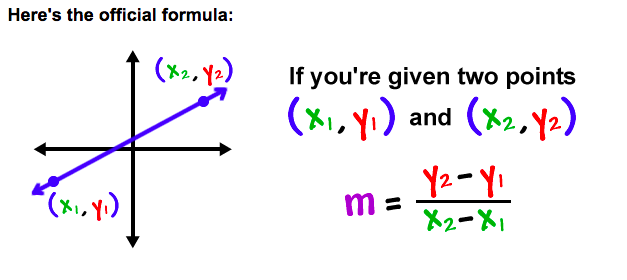 Here's the official formula:
(x₂, y₂)
(x₁, y₁)
If you're given two points
(x₁, y₁) and (x₂, y₂)
m = y₂ - y₁
x₂ - x₁